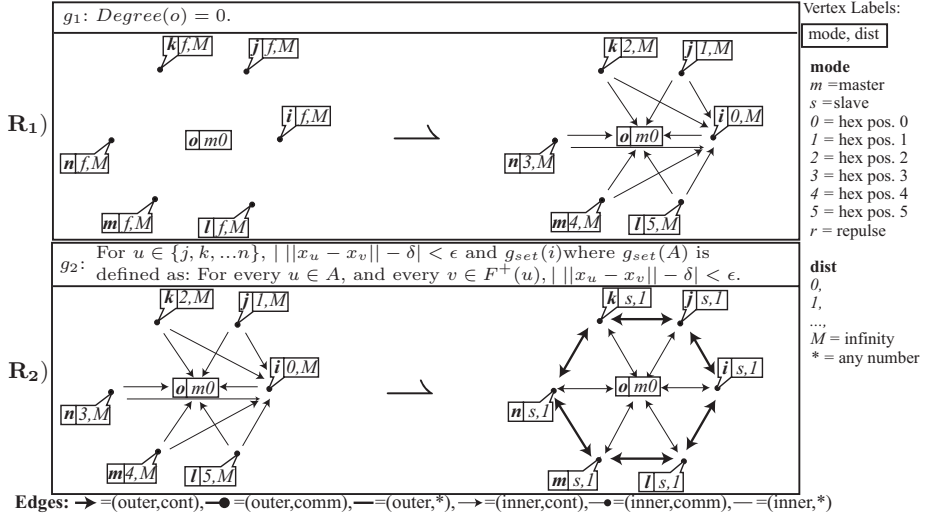 g1: Degree(o) = 0.
R1)
k f,M
j f,M
i f,M
o m0
n f,M
m f,M
l f,M
k 2,M
j 1,M
i 0,M
o m0
n 3,M
m 4,M
l 5,M
g2: For u ∈ {j, k, ...n}, | ||xu − xv|| − δ| < ϵ and gset(i)where gset(A) is
defined as: For every u ∈ A, and every v ∈ F+(u), | ||xu − xv|| − δ| < ϵ.
R2)
k 2,M
j 1,M
i 0,M
o m0
n 3,M
m 4,M
l 5,M
k s,1
j s,1
i s,1
o m0
n s,1
m s,1
l s,1
Vertex Labels:
mode, dist
mode
m =master
s =slave
0 = hex pos. 0
1 = hex pos. 1
2 = hex pos. 2
3 = hex pos. 3
4 = hex pos. 4
5 = hex pos. 5
r = repulse
dist
0,
1,
...,
M = infinity
* = any number
Edges: =(outer,cont), =(outer,comm), =(outer,*), =(inner,cont), =(inner,comm), =(inner,*)